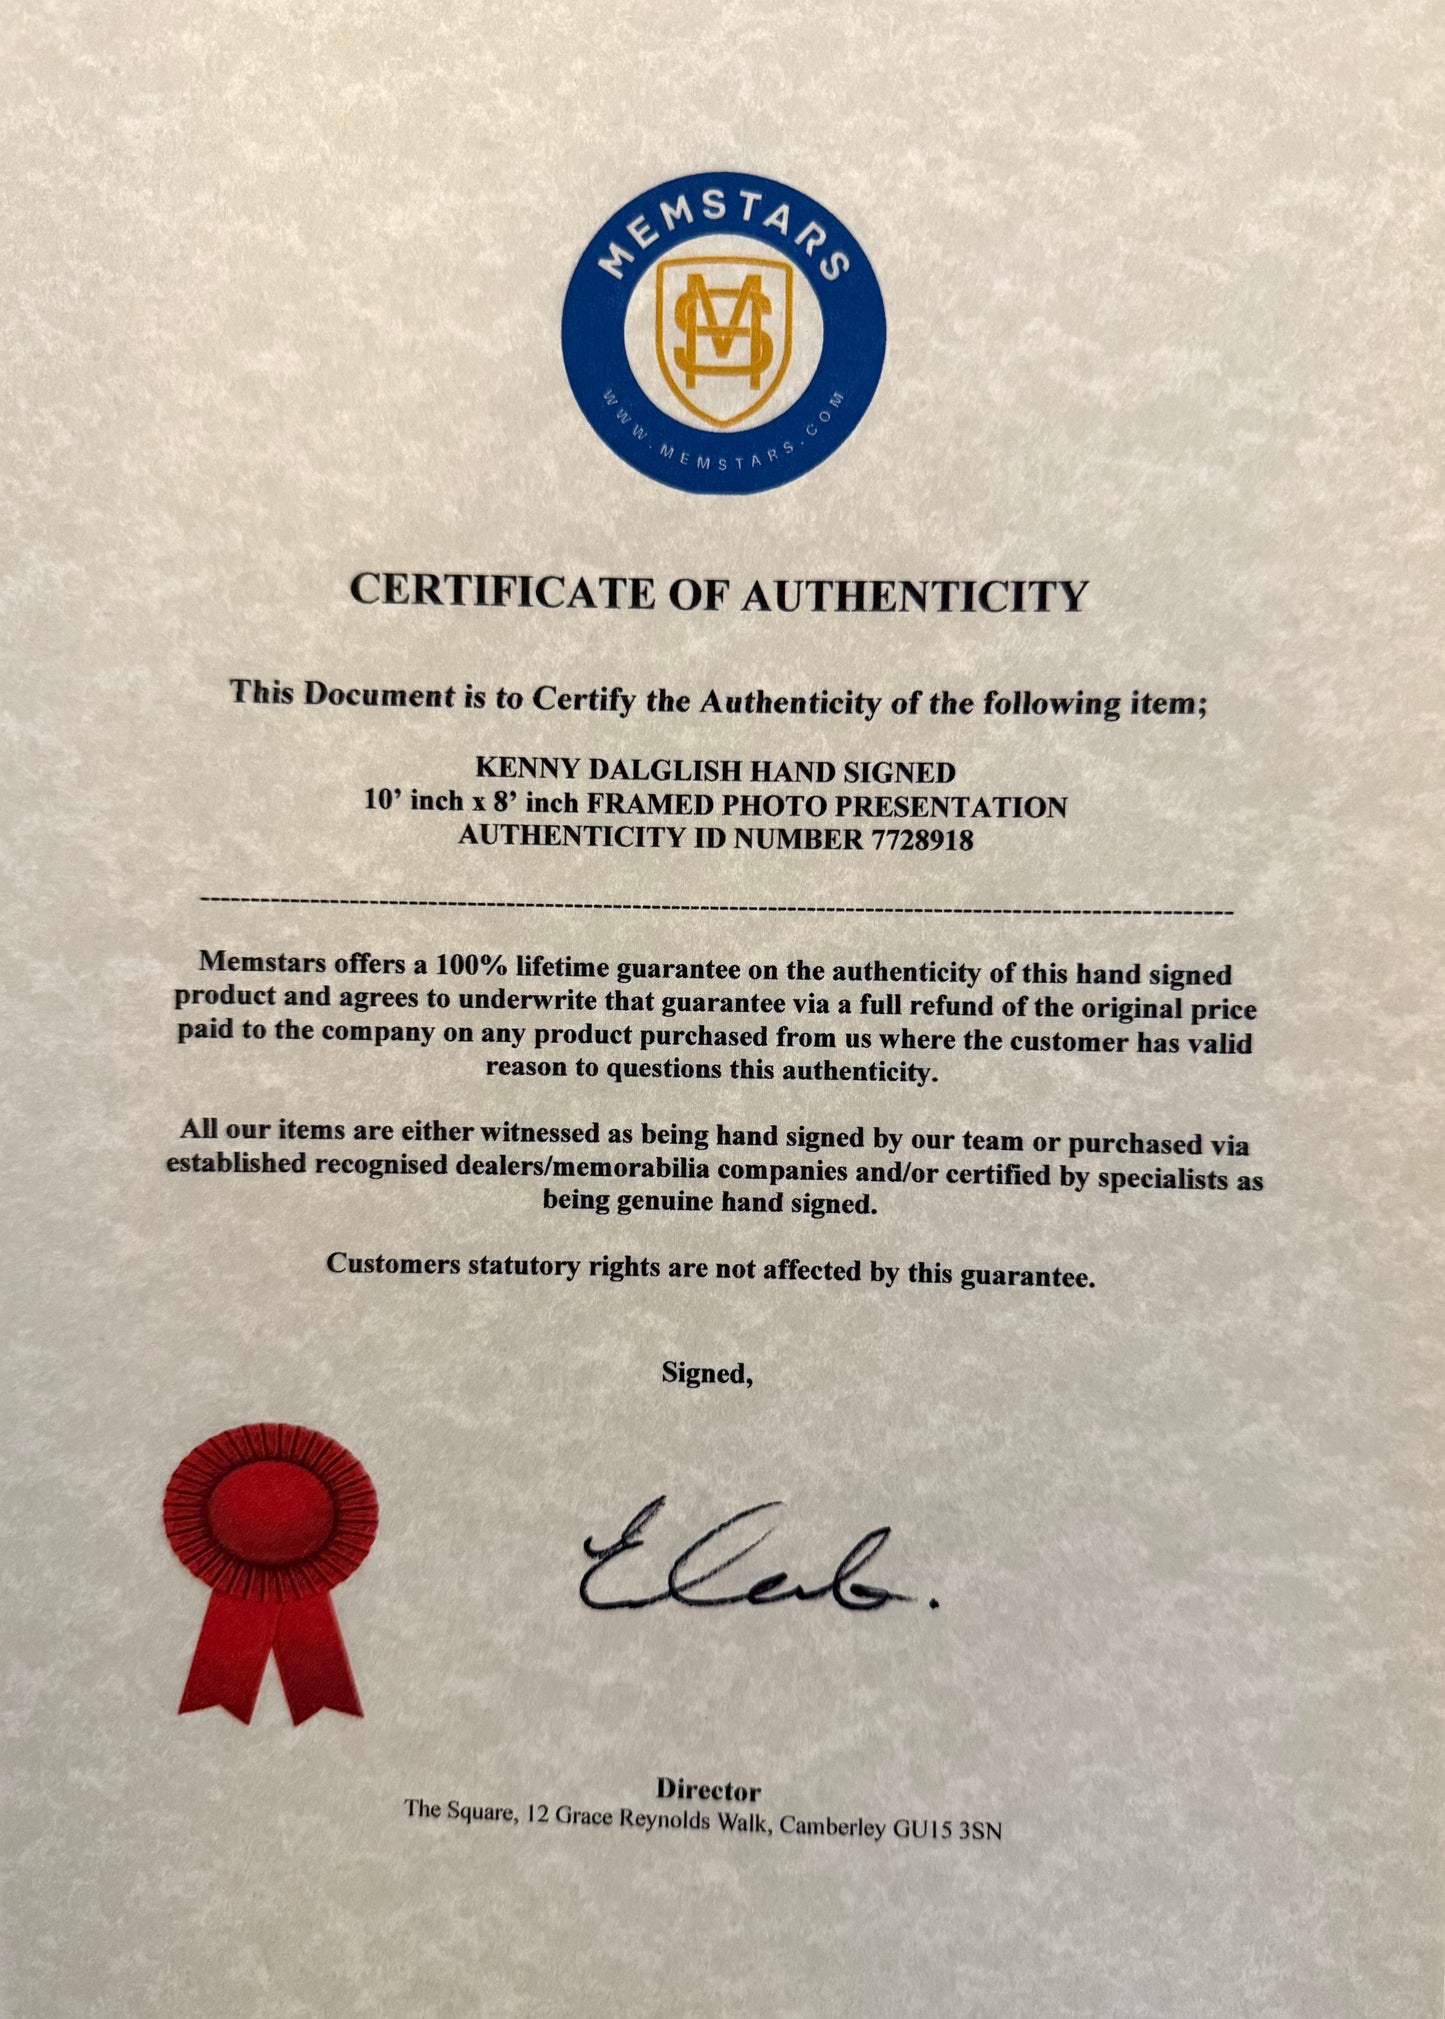 MEMSTARS
MS
WWW.MEMSTARS.COM
CERTIFICATE OF AUTHENTICITY
This Document is to Certify the Authenticity of the following item;
KENNY DALGLISH HAND SIGNED
10’ inch x 8’ inch FRAMED PHOTO PRESENTATION
AUTHENTICITY ID NUMBER 7728918
Memstars offers a 100% lifetime guarantee on the authenticity of this hand signed
product and agrees to underwrite that guarantee via a full refund of the original price
paid to the company on any product purchased from us where the customer has valid
reason to questions this authenticity.
All our items are either witnessed as being hand signed by our team or purchased via
established recognised dealers/memorabilia companies and/or certified by specialists as
being genuine hand signed.
Customers statutory rights are not affected by this guarantee.
Signed,
Director
The Square, 12 Grace Reynolds Walk, Camberley GU15 3SN